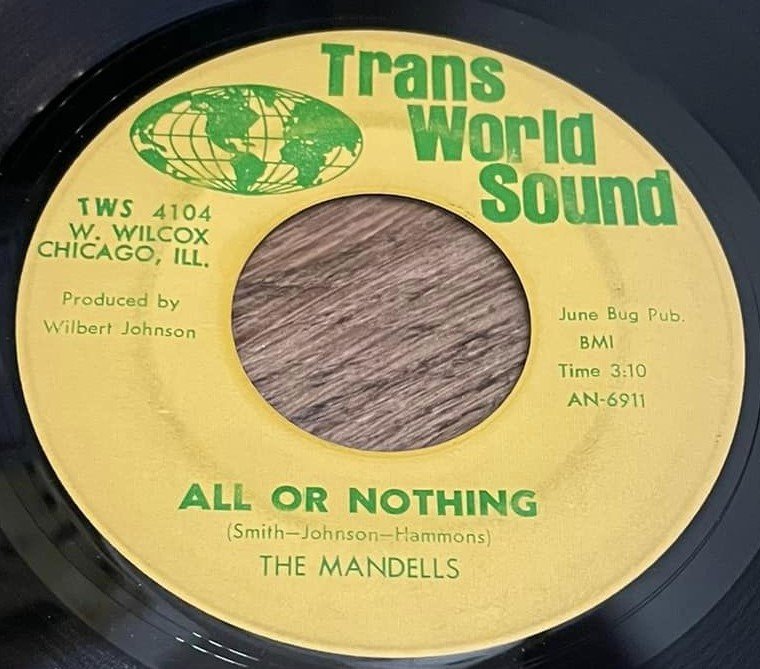 Trans
World
Sound
TWS 4104
W. WILCOX
CHICAGO, ILL.
Produced by
Wilbert Johnson
June Bug Pub.
BMI
Time 3:10
AN-6911
ALL OR NOTHING
(Smith—Johnson—Hammons)
THE MANDELLS